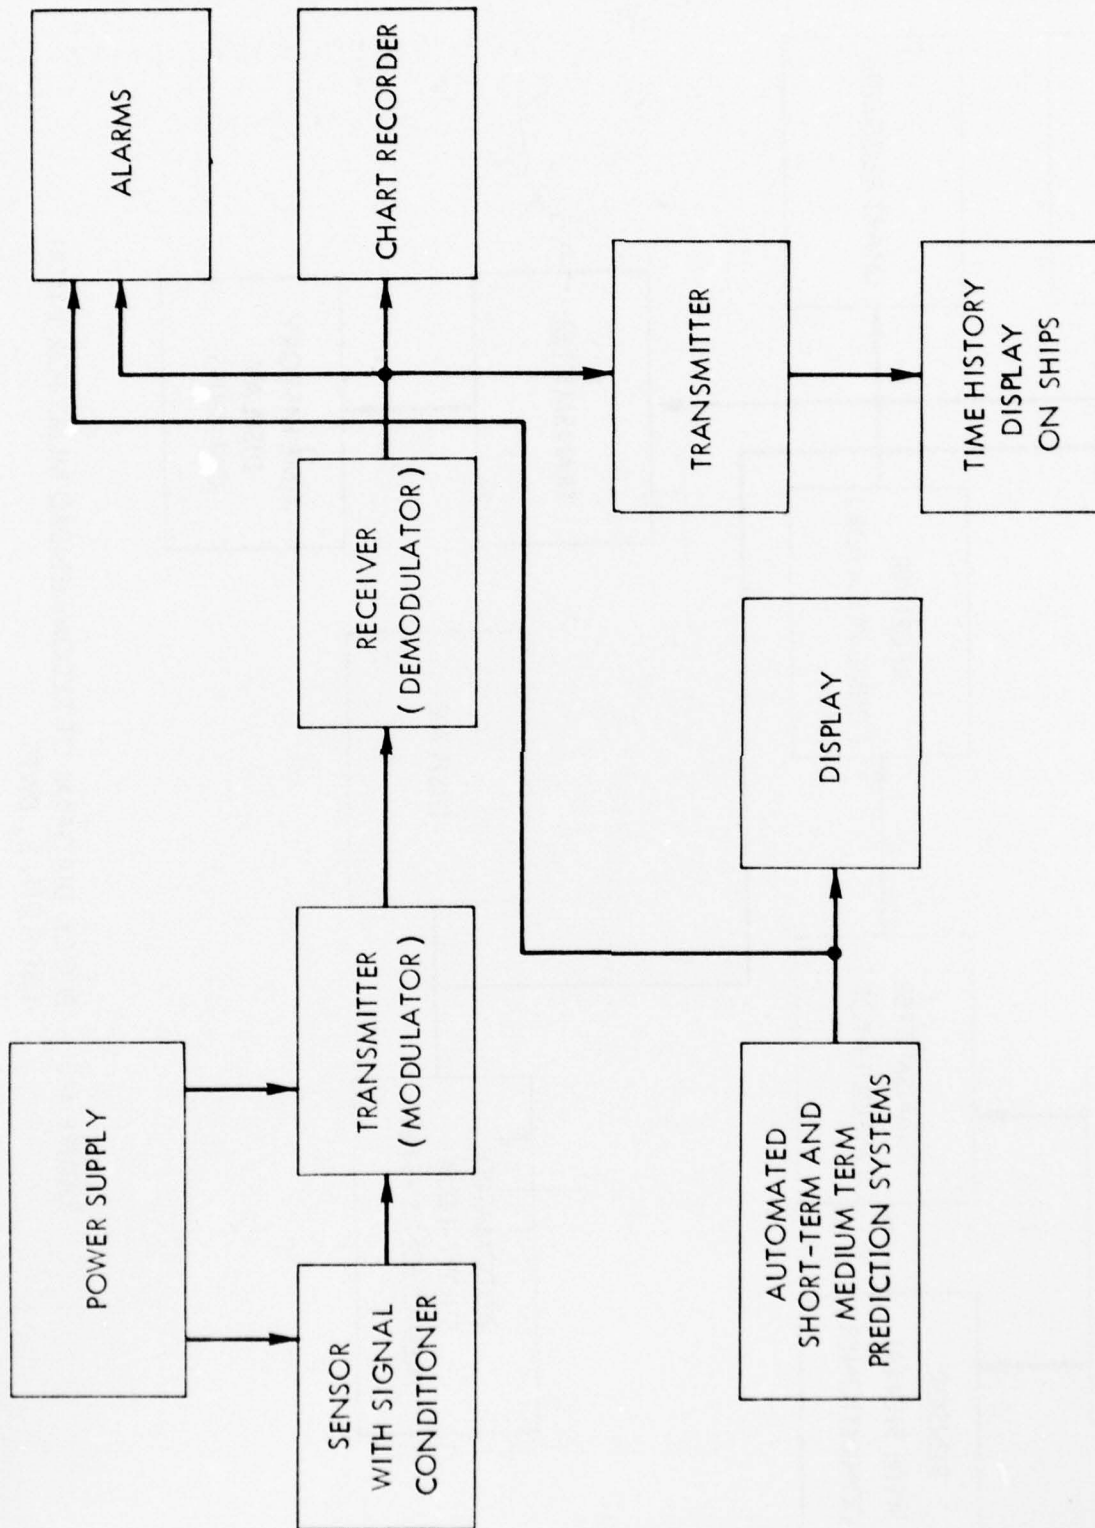 POWER SUPPLY
SENSOR
WITH SIGNAL
CONDITIONER
TRANSMITTER
(MODULATOR)
RECEIVER
(DEMODULATOR)
ALARMS
CHART RECORDER
TRANSMITTER
TIME HISTORY
DISPLAY
ON SHIPS
AUTOMATED
SHORT-TERM AND
MEDIUM TERM
PREDICTION SYSTEMS
DISPLAY